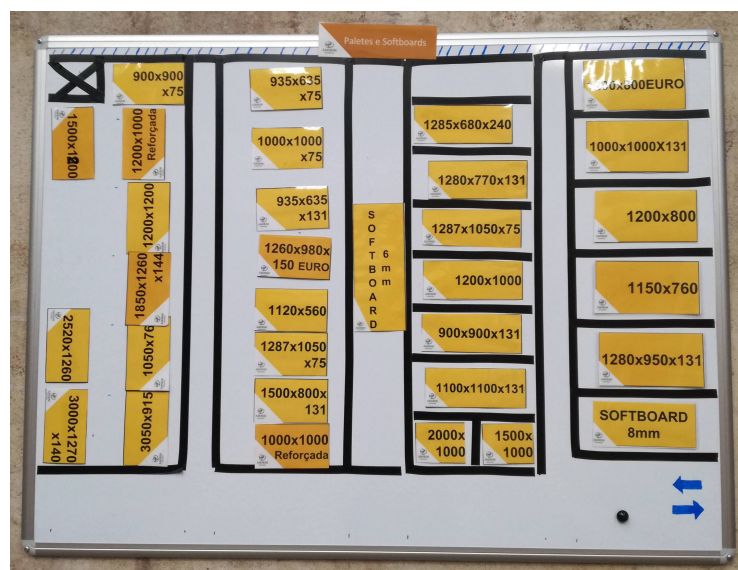 Paletes e Softboards
900x900
x75
1500x1200
1200x1000
Reforçada
1200x1200
1850x1260
x144
2520x1260
1050x76
3000x1270
x140
3050x915
935x635
x75
1000x1000
x75
935x635
x131
1260x980x
150 EURO
1120x560
1287x1050
x75
1500x800x
131
1000x1000
Reforçada
SOFTBOARD
6mm
1285x680x240
1280x770x131
1287x1050x75
1200x1000
900x900x131
1100x1100x131
2000x
1000
1500x
1000
x600EURO
1000x1000X131
1200x800
1150x760
1280x950x131
SOFTBOARD
8mm